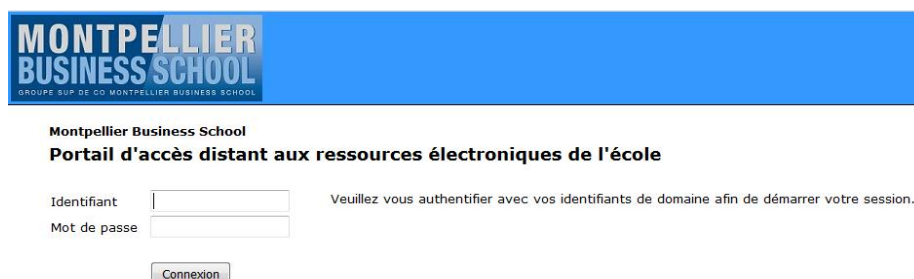 MONTPELLIER
BUSINESS SCHOOL
GROUPE SUP DE CO MONTPELLIER BUSINESS SCHOOL
Montpellier Business School
Portail d'accès distant aux ressources électroniques de l'école
Identifiant
Veuillez vous authentifier avec vos identifiants de domaine afin de démarrer votre session.
Mot de passe
Connexion